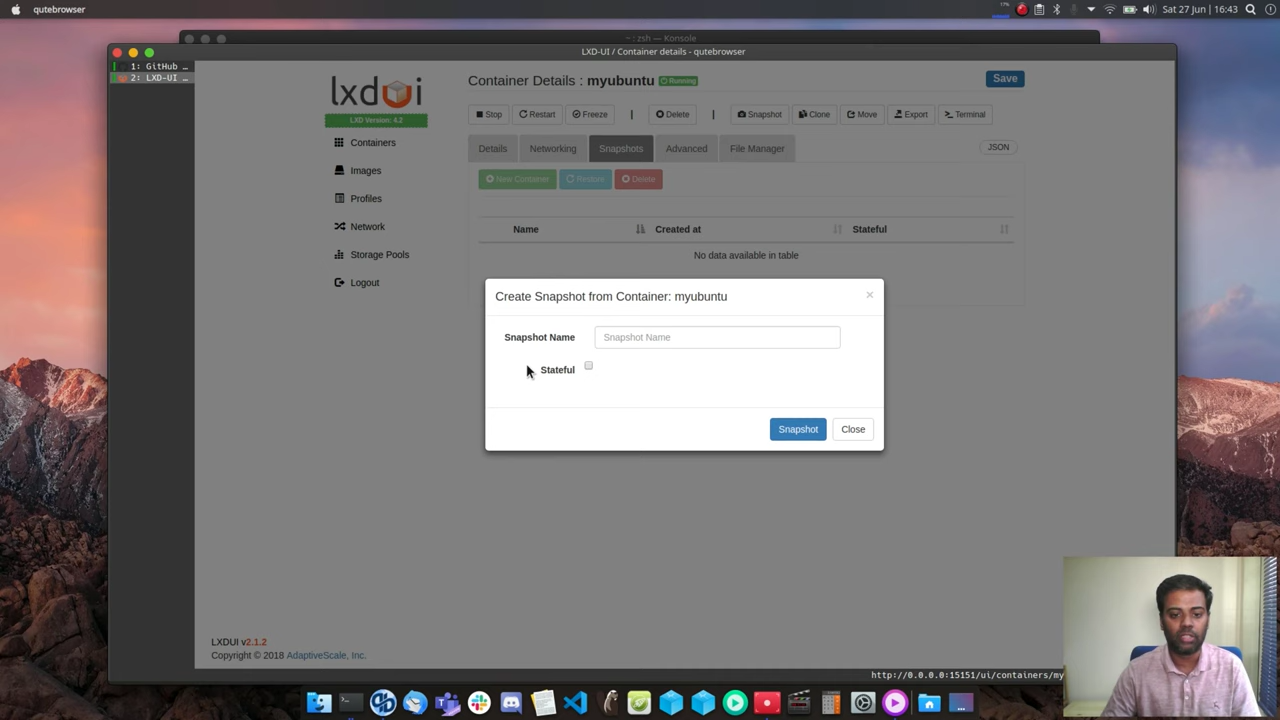 qutebrowser
17%
Sat 27 Jun | 16:43
~ : zsh — Konsole
LXD-UI / Container details - qutebrowser
1: GitHub ...
2: LXD-UI ...
lxdui
LXD Version: 4.2
Containers
Images
Profiles
Network
Storage Pools
Logout
Container Details : myubuntu Running
Save
Stop Restart Freeze | Delete | Snapshot Clone Move Export Terminal
Details Networking Snapshots Advanced File Manager JSON
New Container Restore Delete
Name Created at Stateful
No data available in table
Create Snapshot from Container: myubuntu ×
Snapshot Name Snapshot Name
Stateful
Snapshot Close
LXDUI v2.1.2
Copyright © 2018 AdaptiveScale, Inc.
http://0.0.0.0:15151/ui/containers/my